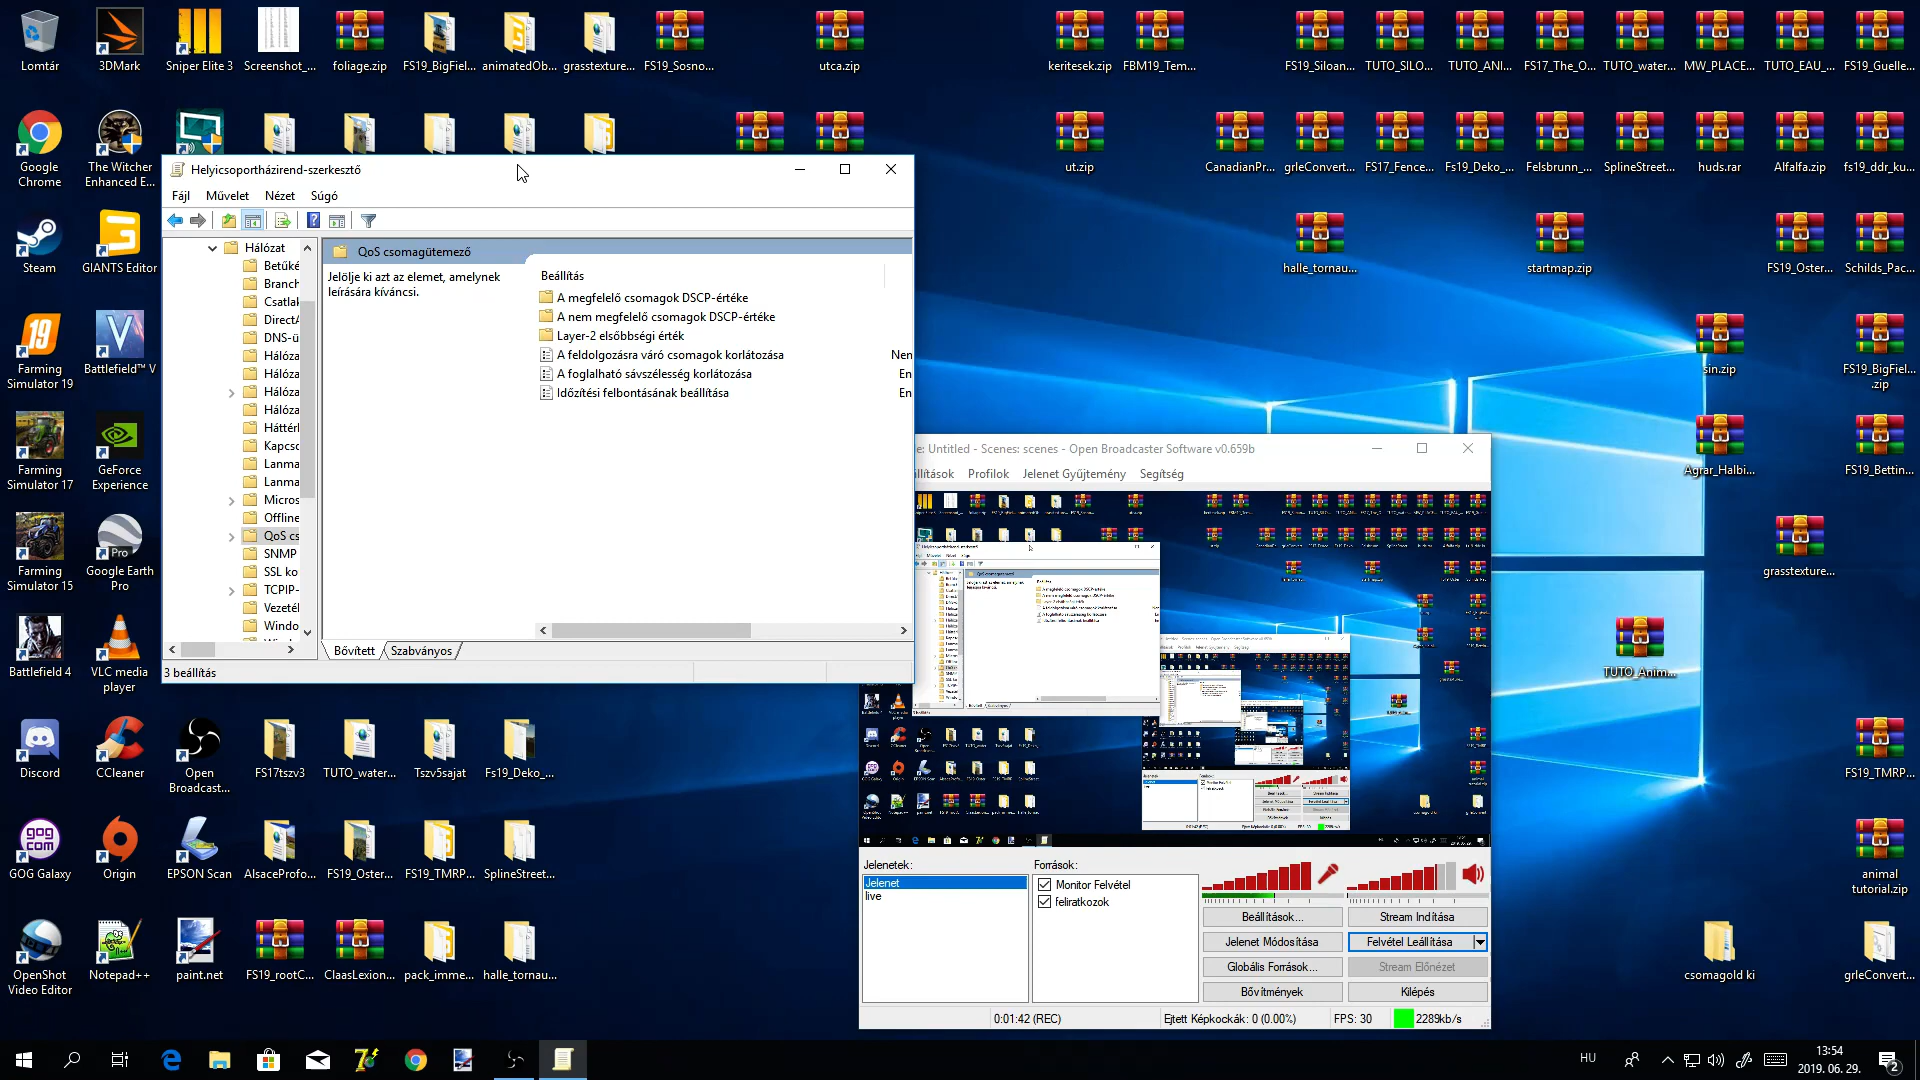 Lomtár
3DMark
Sniper Elite 3
Screenshot_...
foliage.zip
FS19_BigFiel...
animatedOb...
grasstexture...
FS19_Sosno...
utca.zip
keritesek.zip
FBM19_Tem...
FS19_Siloan...
TUTO_SILO...
TUTO_ANI...
FS17_The_O...
TUTO_water...
MW_PLACE...
TUTO_EAU_...
FS19_Guelle...
Google Chrome
The Witcher Enhanced E...
ut.zip
CanadianPr...
grleConvert...
FS17_Fence...
Fs19_Deko_...
Felsbrunn_...
SplineStreet...
huds.rar
Alfalfa.zip
fs19_ddr_ku...
Steam
GIANTS Editor
halle_tornau...
startmap.zip
FS19_Oster...
Schilds_Pac...
Farming Simulator 19
Battlefield™ V
sin.zip
FS19_BigFiel... .zip
Farming Simulator 17
GeForce Experience
Agrar_Halbi...
FS19_Bettin...
Farming Simulator 15
Google Earth Pro
grasstexture...
Battlefield 4
VLC media player
TUTO_Anim...
Discord
CCleaner
Open Broadcast...
FS17tszv3
TUTO_water...
Tszv5sajat
Fs19_Deko_...
FS19_TMRP...
GOG Galaxy
Origin
EPSON Scan
AlsaceProfo...
FS19_Oster...
FS19_TMRP...
SplineStreet...
animal tutorial.zip
OpenShot Video Editor
Notepad++
paint.net
FS19_rootC...
ClaasLexion...
pack_imme...
halle_tornau...
csomagold ki
grleConvert...
Helyicsoportházirend-szerkesztő
Fájl Művelet Nézet Súgó
Hálózat
Betűké
Branch
Csatlak
DirectA
DNS-ü
Hálóza
Hálóza
Hálóza
Hálóza
Háttérl
Kapcso
Lanma
Lanma
Micros
Offline
QoS cs
SNMP
SSL ko
TCPIP-
Vezeték
Windo
QoS csomagütemező
Jelölje ki azt az elemet, amelynek
leírására kíváncsi.
Beállítás
A megfelelő csomagok DSCP-értéke
A nem megfelelő csomagok DSCP-értéke
Layer-2 elsőbbségi érték
A feldolgozásra váró csomagok korlátozása Nen
A foglalható sávszélesség korlátozása En
Időzítési felbontásának beállítása En
Bővített Szabványos
3 beállítás
e: Untitled - Scenes: scenes - Open Broadcaster Software v0.659b
állítások Profilok Jelenet Gyűjtemény Segítség
Jelenetek:
Jelenet
live
Források:
Monitor Felvétel
feliratkozok
Beállítások...
Stream Indítása
Jelenet Módosítása
Felvétel Leállítása
Globális Források...
Stream Előnézet
Bővítmények
Kilépés
0:01:42 (REC)
Ejtett Képkockák: 0 (0.00%)
FPS: 30
2289kb/s
HU
13:54
2019. 06. 29.
2